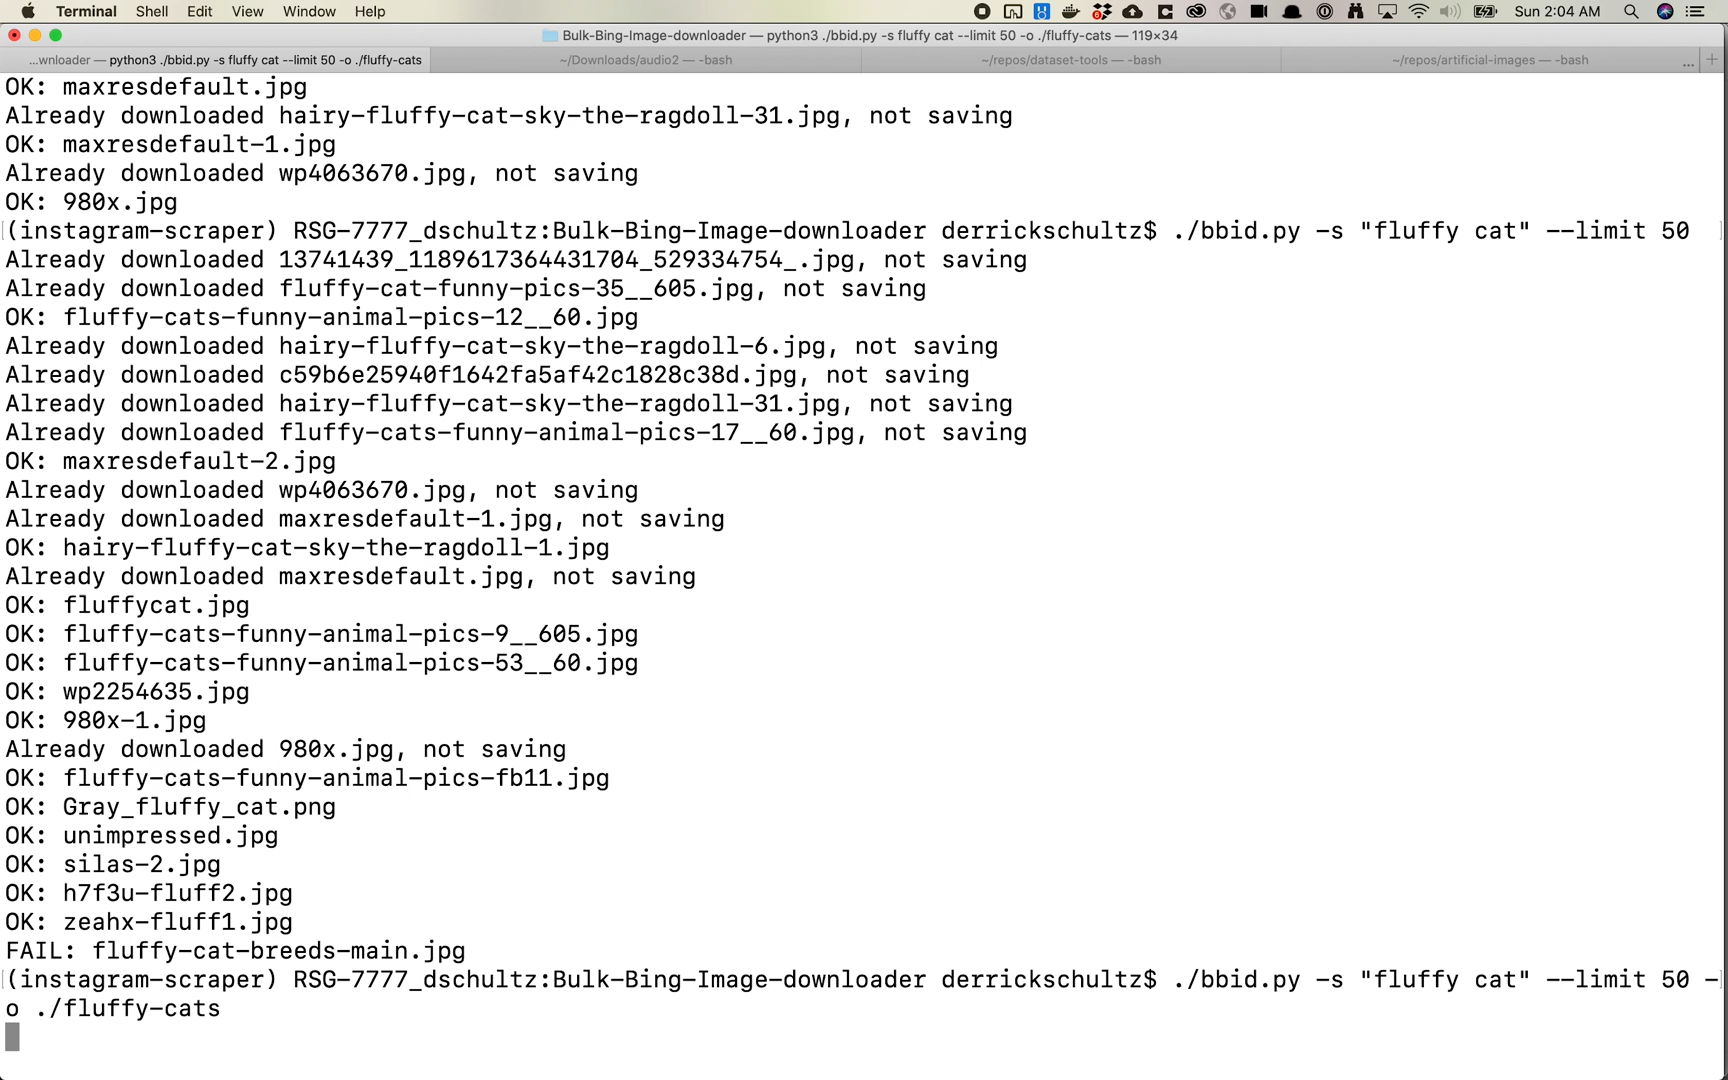 Terminal Shell Edit View Window Help Sun 2:04 AM
Bulk-Bing-Image-downloader — python3 ./bbid.py -s fluffy cat --limit 50 -o ./fluffy-cats — 119×34
...wnloader — python3 ./bbid.py -s fluffy cat --limit 50 -o ./fluffy-cats ~/Downloads/audio2 — -bash ~/repos/dataset-tools — -bash ~/repos/artificial-images — -bash ... +
OK: maxresdefault.jpg
Already downloaded hairy-fluffy-cat-sky-the-ragdoll-31.jpg, not saving
OK: maxresdefault-1.jpg
Already downloaded wp4063670.jpg, not saving
OK: 980x.jpg
(instagram-scraper) RSG-7777_dschultz:Bulk-Bing-Image-downloader derrickschultz$ ./bbid.py -s "fluffy cat" --limit 50
Already downloaded 13741439_1189617364431704_529334754_.jpg, not saving
Already downloaded fluffy-cat-funny-pics-35__605.jpg, not saving
OK: fluffy-cats-funny-animal-pics-12__60.jpg
Already downloaded hairy-fluffy-cat-sky-the-ragdoll-6.jpg, not saving
Already downloaded c59b6e25940f1642fa5af42c1828c38d.jpg, not saving
Already downloaded hairy-fluffy-cat-sky-the-ragdoll-31.jpg, not saving
Already downloaded fluffy-cats-funny-animal-pics-17__60.jpg, not saving
OK: maxresdefault-2.jpg
Already downloaded wp4063670.jpg, not saving
Already downloaded maxresdefault-1.jpg, not saving
OK: hairy-fluffy-cat-sky-the-ragdoll-1.jpg
Already downloaded maxresdefault.jpg, not saving
OK: fluffycat.jpg
OK: fluffy-cats-funny-animal-pics-9__605.jpg
OK: fluffy-cats-funny-animal-pics-53__60.jpg
OK: wp2254635.jpg
OK: 980x-1.jpg
Already downloaded 980x.jpg, not saving
OK: fluffy-cats-funny-animal-pics-fb11.jpg
OK: Gray_fluffy_cat.png
OK: unimpressed.jpg
OK: silas-2.jpg
OK: h7f3u-fluff2.jpg
OK: zeahx-fluff1.jpg
FAIL: fluffy-cat-breeds-main.jpg
(instagram-scraper) RSG-7777_dschultz:Bulk-Bing-Image-downloader derrickschultz$ ./bbid.py -s "fluffy cat" --limit 50 -
o ./fluffy-cats